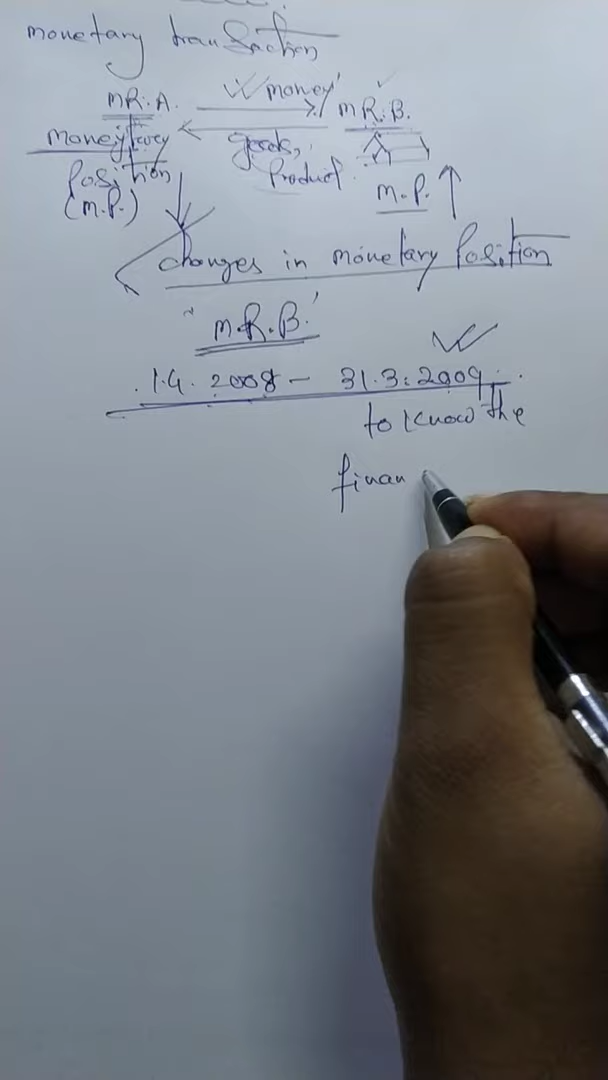 monetary transaction
MR.A. money MR.B.
Monetary goods,
Position Product
(M.P.) M.P.
changes in monetary Position
"M.R.B.'
1.4.2008 - 31.3.2009
to know the
finan